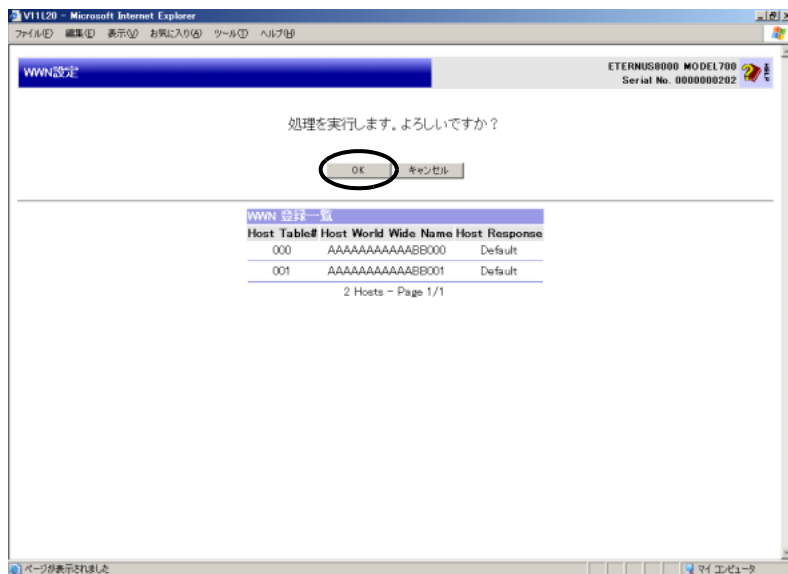 V11L20 - Microsoft Internet Explorer
ファイル(F) 編集(E) 表示(V) お気に入り(A) ツール(T) ヘルプ(H)
WWN設定
ETERNUS8000 MODEL700
Serial No. 0000000202
処理を実行します。よろしいですか？
OK キャンセル
WWN 登録一覧
Host Table# Host World Wide Name Host Response
000 AAAAAAAAAAABB000 Default
001 AAAAAAAAAAABB001 Default
2 Hosts - Page 1/1
ページが表示されました マイ コンピュータ